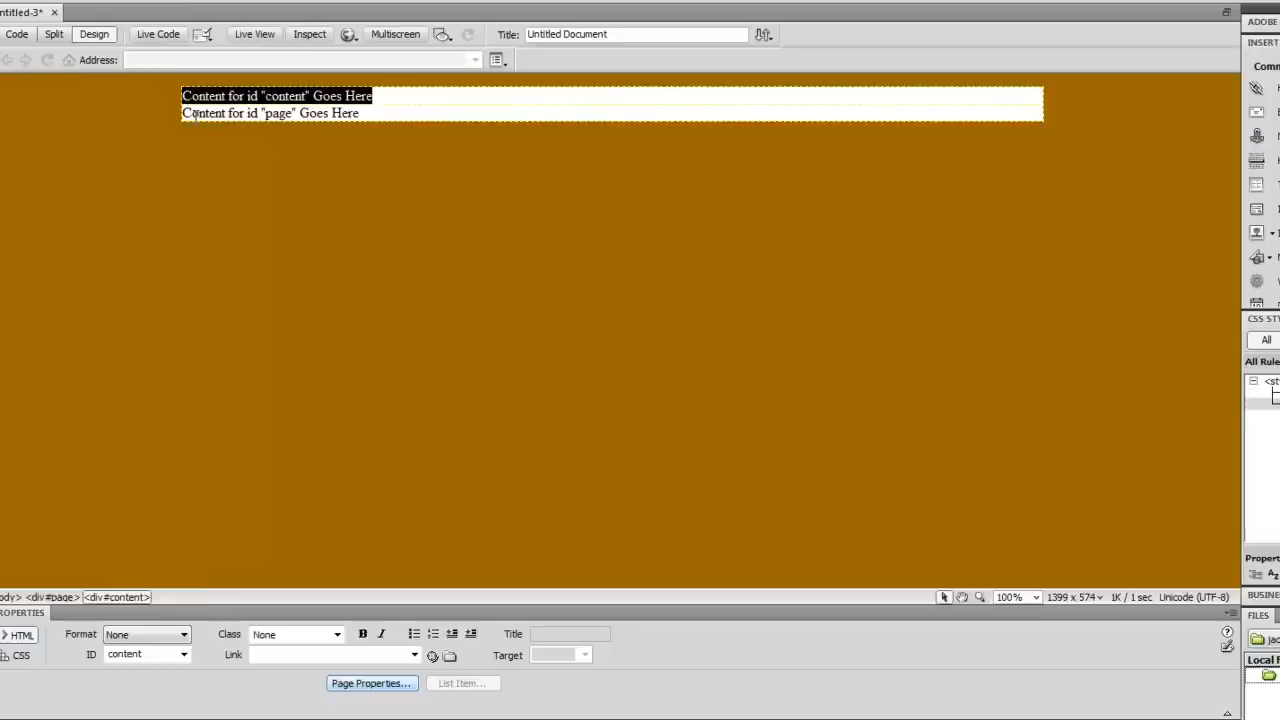 ntitled-3*
Code Split Design Live Code Live View Inspect Multiscreen Title: Untitled Document
Address:
Content for id "content" Goes Here
Content for id "page" Goes Here
ody> <div#page> <div#content>
100% 1399 x 574 1K / 1 sec Unicode (UTF-8)
ROPERTIES
HTML
CSS
Format None
ID content
Class None
Link
Title
Target
Page Properties... List Item...
ADOBE
INSERT
Comm
CSS STY
All
All Rule
<sty
Propert
BUSINE
FILES
jac
Local F